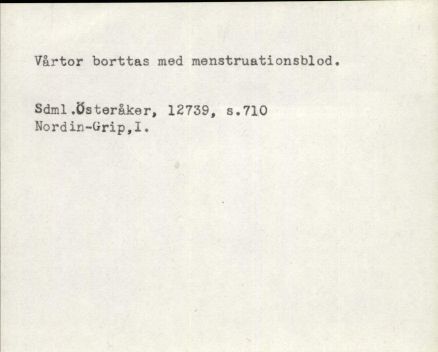 Vårtor borttas med menstruationsblod.
Sdml.Österåker, 12739, s.710
Nordin-Grip,I.